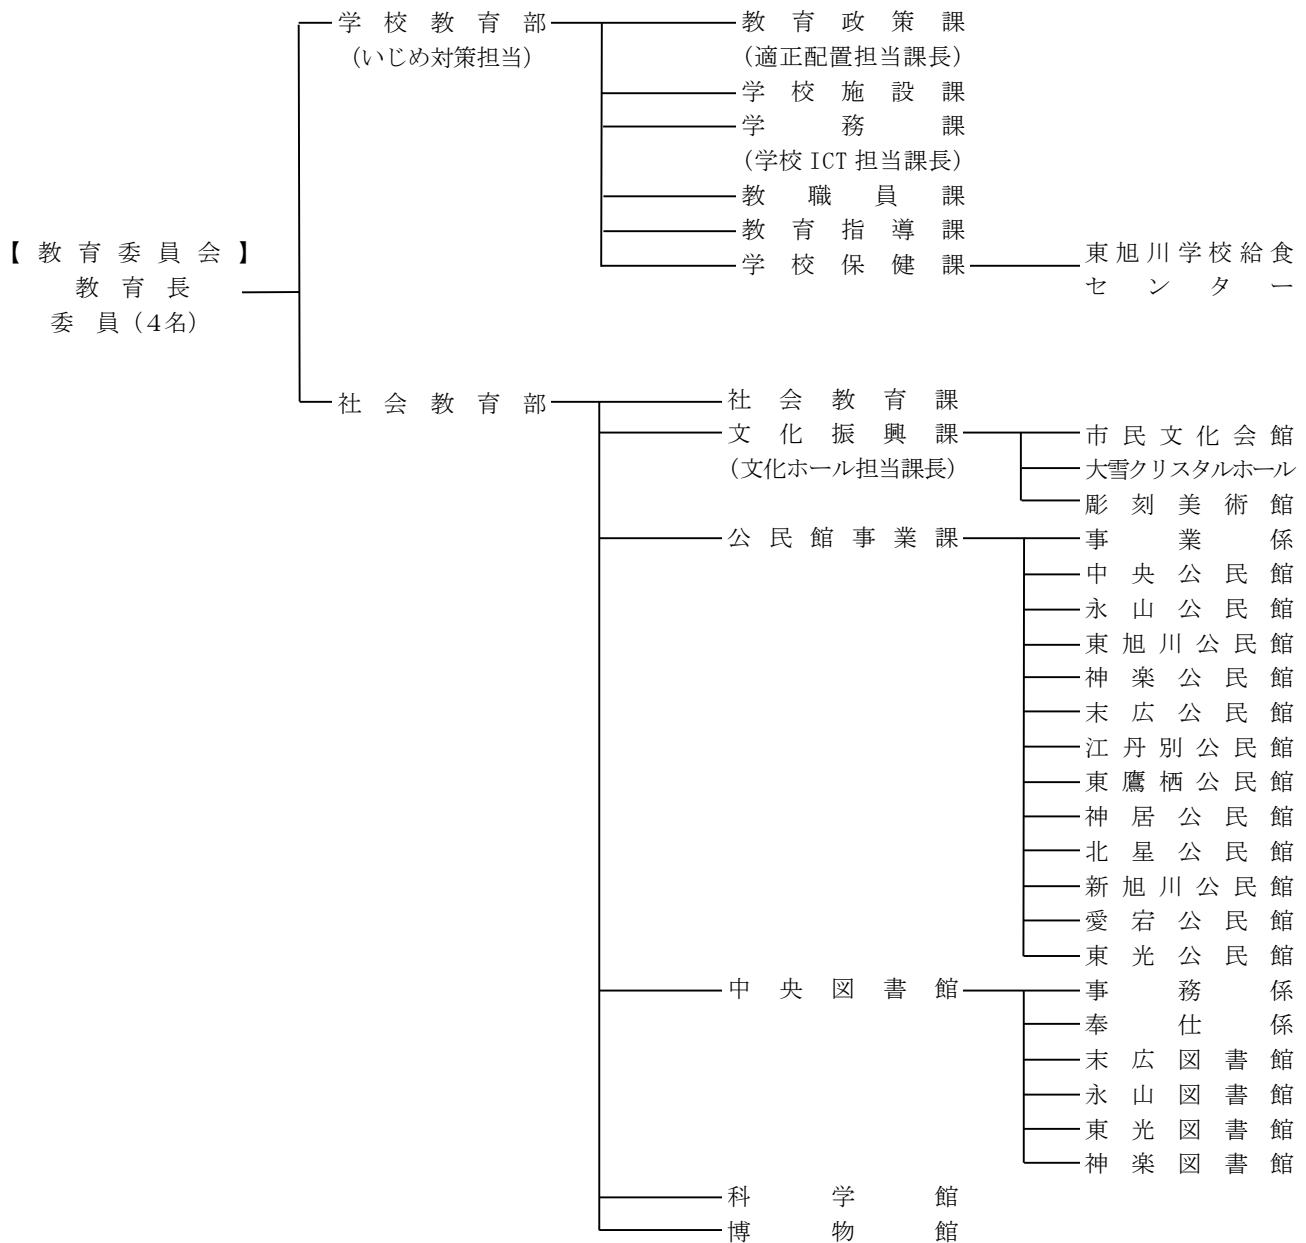 学校教育部
(いじめ対策担当)
教育政策課
(適正配置担当課長)
学校施設課
学務課
(学校 ICT 担当課長)
教職員課
教育指導課
学校保健課
東旭川学校給食
センター
【教育委員会】
教育長
委員(4名)
社会教育部
社会教育課
文化振興課
(文化ホール担当課長)
市民文化会館
大雪クリスタルホール
彫刻美術館
公民館事業課
事業係
中央公民館
永山公民館
東旭川公民館
神楽公民館
末広公民館
江丹別公民館
東鷹栖公民館
神居公民館
北星公民館
新旭川公民館
愛宕公民館
東光公民館
中央図書館
事務係
奉仕係
末広図書館
永山図書館
東光図書館
神楽図書館
科学館
博物館